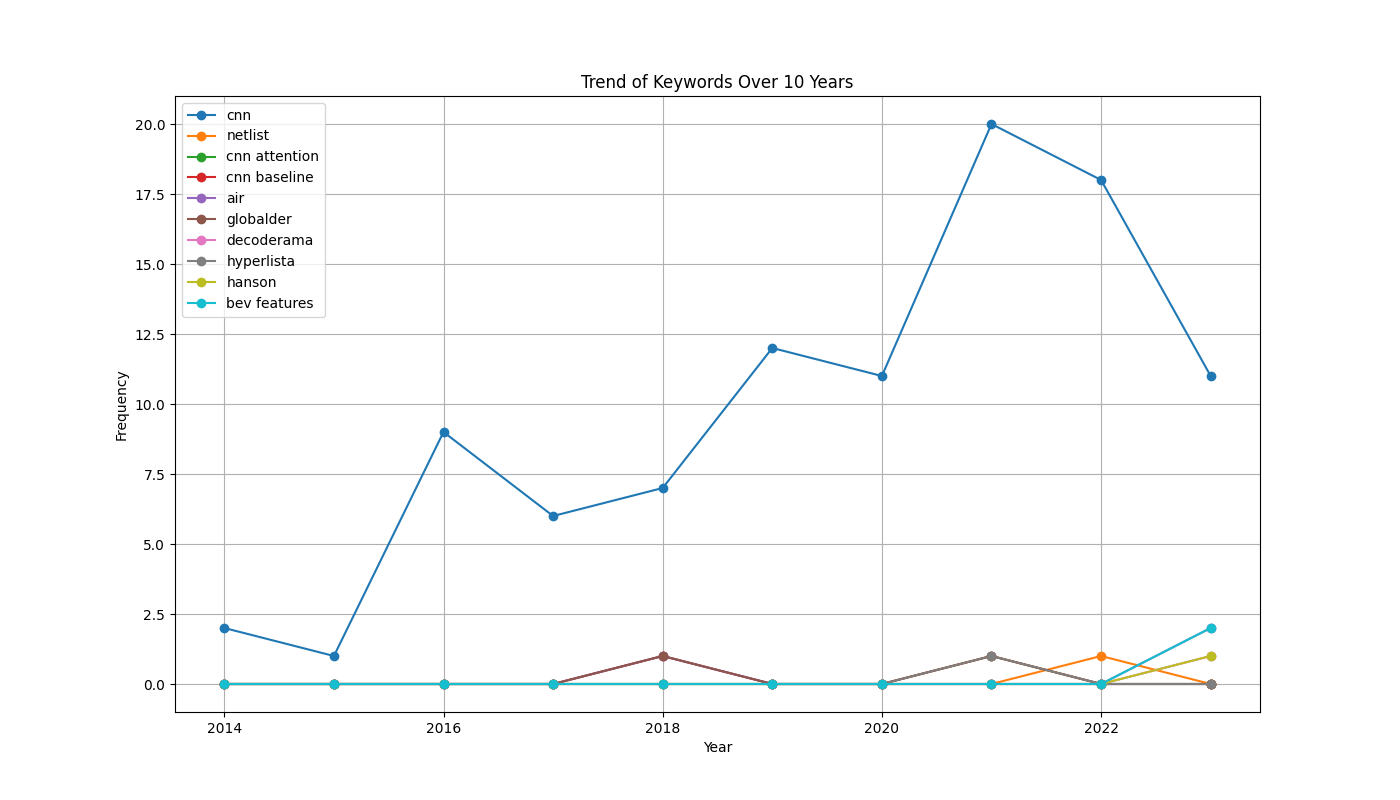 Trend of Keywords Over 10 Years
cnn
netlist
cnn attention
cnn baseline
air
globalder
decoderama
hyperlista
hanson
bev features
20.0
17.5
15.0
12.5
10.0
7.5
5.0
2.5
0.0
Frequency
2014
2016
2018
2020
2022
Year